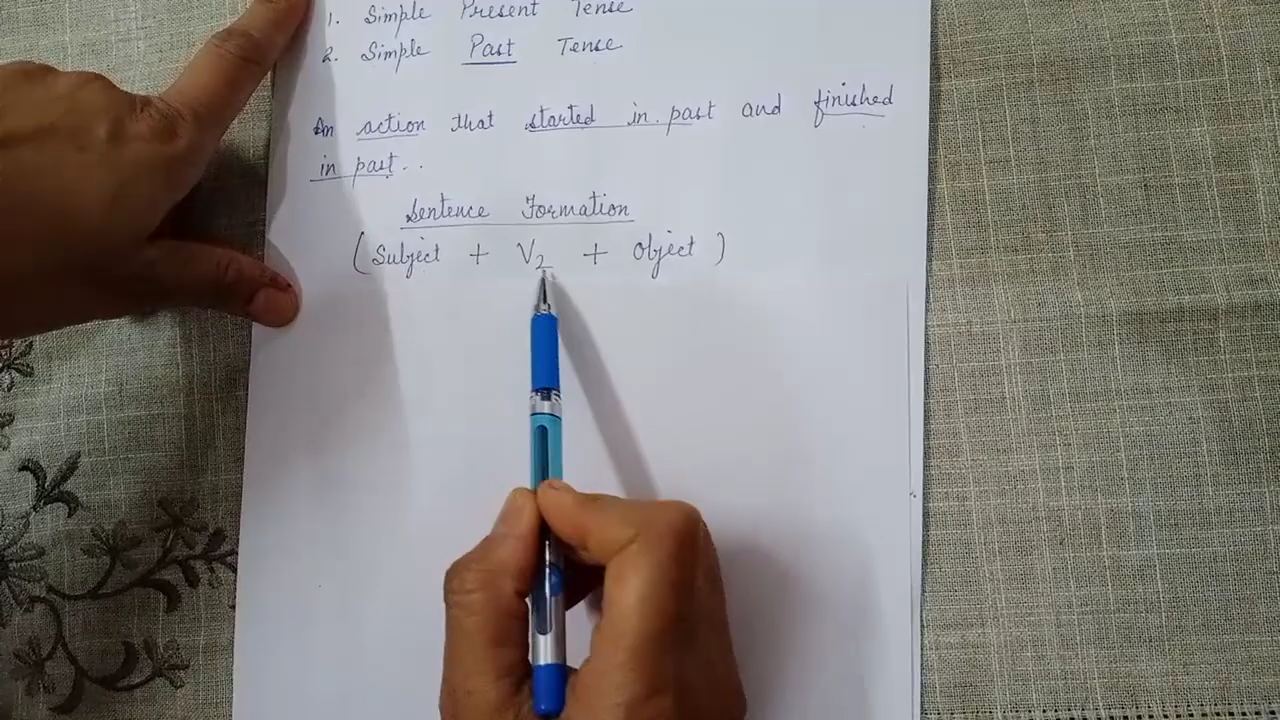 1. Simple Present Tense
2. Simple Past Tense
An action that started in past and finished
in past..
Sentence Formation
(Subject + V2 + Object)